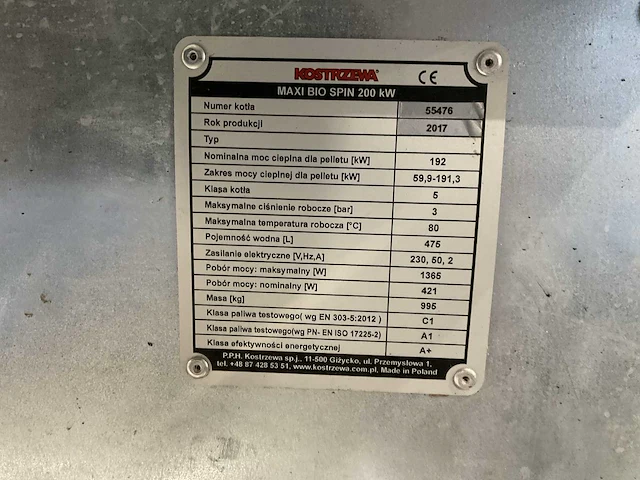 KOSTRZEWA CE
MAXI BIO SPIN 200 kW
Numer kotła 55476
Rok produkcji 2017
Typ
Nominalna moc cieplna dla pelletu [kW] 192
Zakres mocy cieplnej dla pelletu [kW] 59,9-191,3
Klasa kotła 5
Maksymalne ciśnienie robocze [bar] 3
Maksymalna temperatura robocza [°C] 80
Pojemność wodna [L] 475
Zasilanie elektryczne [V,Hz,A] 230, 50, 2
Pobór mocy: maksymalny [W] 1365
Pobór mocy: nominalny [W] 421
Masa [kg] 995
Klasa paliwa testowego( wg EN 303-5:2012 ) C1
Klasa paliwa testowego(wg PN- EN ISO 17225-2) A1
Klasa efektywności energetycznej A+
P.P.H. Kostrzewa sp.j., 11-500 Giżycko, ul. Przemysłowa 1,
tel. +48 87 428 53 51, www.kostrzewa.com.pl, Made in Poland